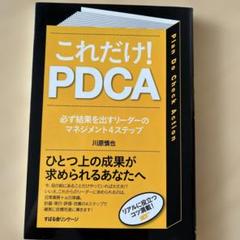 これだけ!
PDCA
Plan Do Check Action
必ず結果を出すリーダーの
マネジメント4ステップ
川原慎也
ひとつ上の成果が
求められるあなたへ
リアルに役立つ
コツ満載!
すばる舎リンケージ